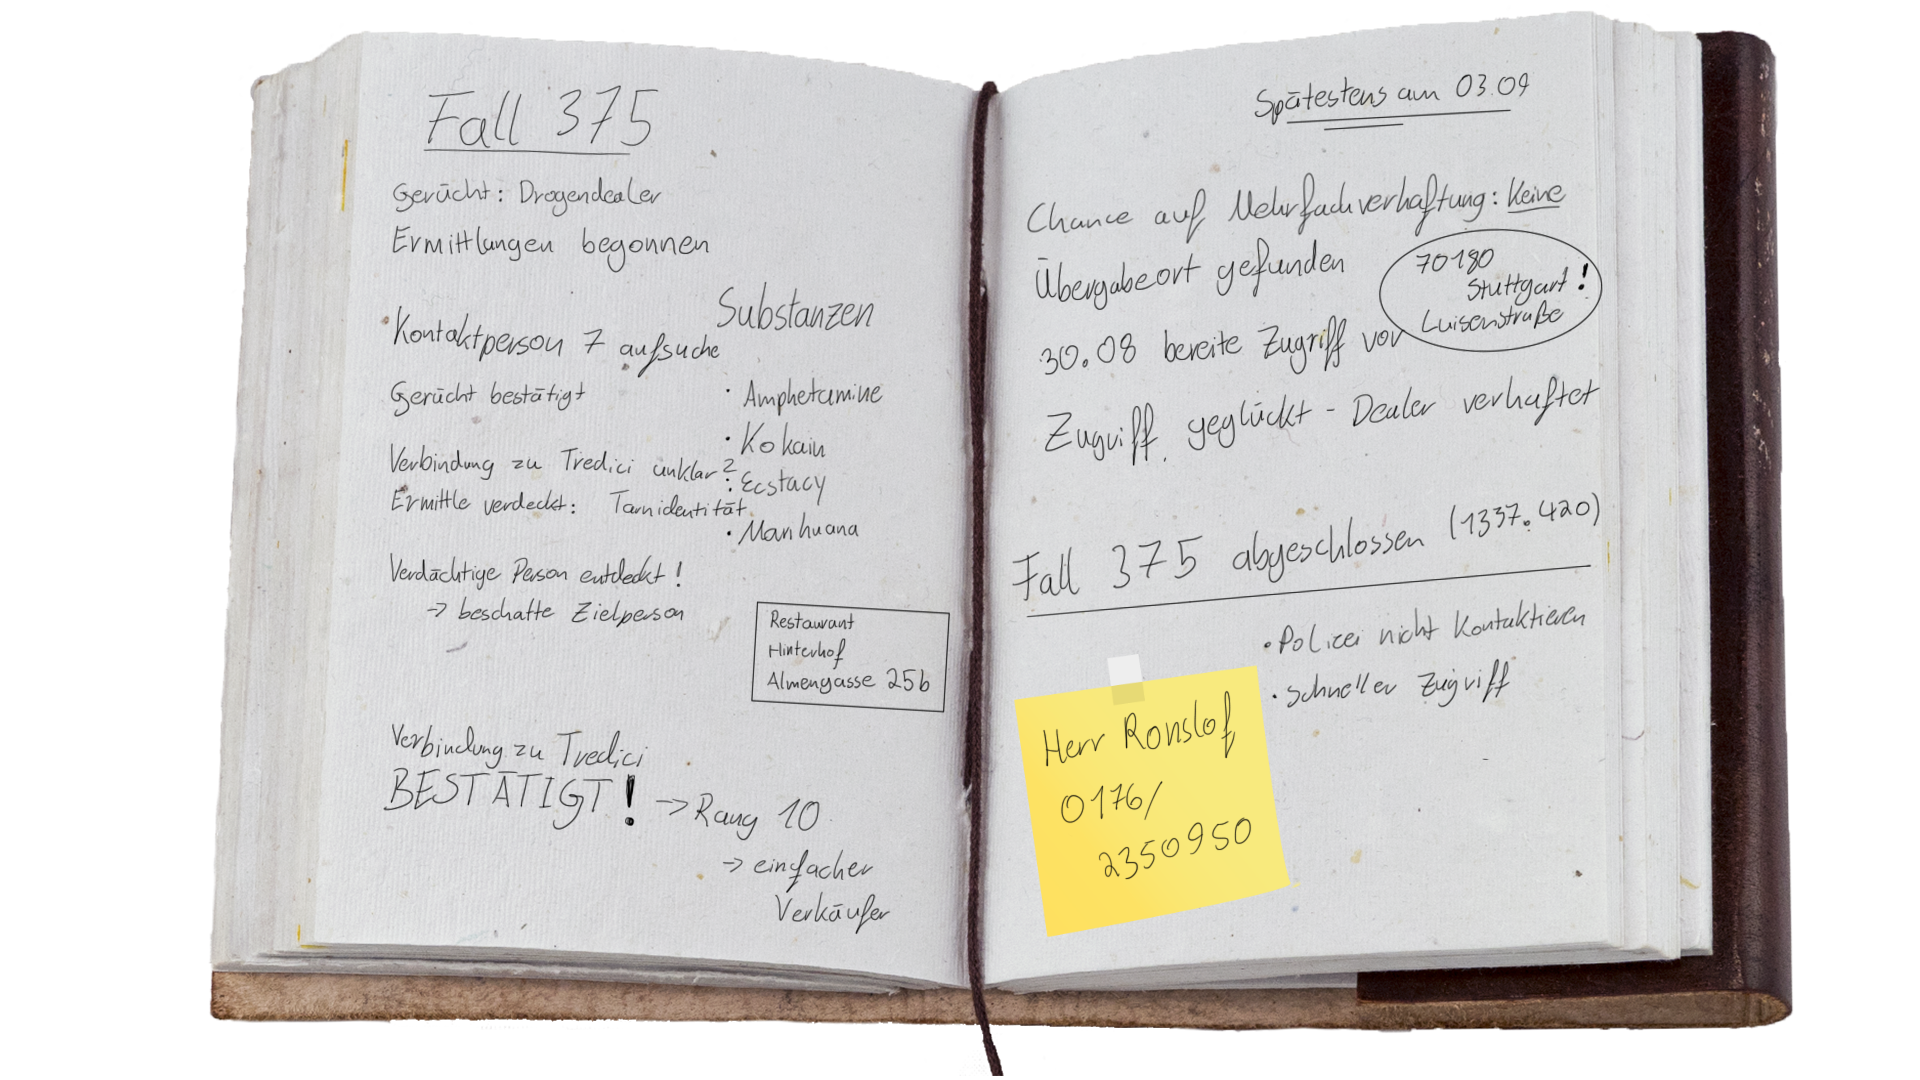 Fall 375
Gerücht: Drogendealer
Ermittlungen begonnen
Kontaktperson 7 aufsuche
Gerücht bestätigt
Verbindung zu Tredici unklar?
Ermittle verdeckt: Tarnidentität
Verdächtige Person entdeckt!
-> beschatte Zielperson
Substanzen
· Amphetamine
· Kokain
· Ecstacy
· Marihuana
Restaurant
Hinterhof
Almengasse 25b
Verbindung zu Tredici
BESTÄTIGT! -> Rang 10
-> einfacher
Verkäufer
Spätestens am 03.09
Chance auf Mehrfachverhaftung: Keine
Übergabeort gefunden
70180
Stuttgart!
Luisenstraße
30.08 bereite Zugriff vor
Zugriff geglückt - Dealer verhaftet
Fall 375 abgeschlossen (1337.420)
· Polizei nicht Kontaktieren
· schneller Zugriff
Herr Ronslof
0176/
2350950